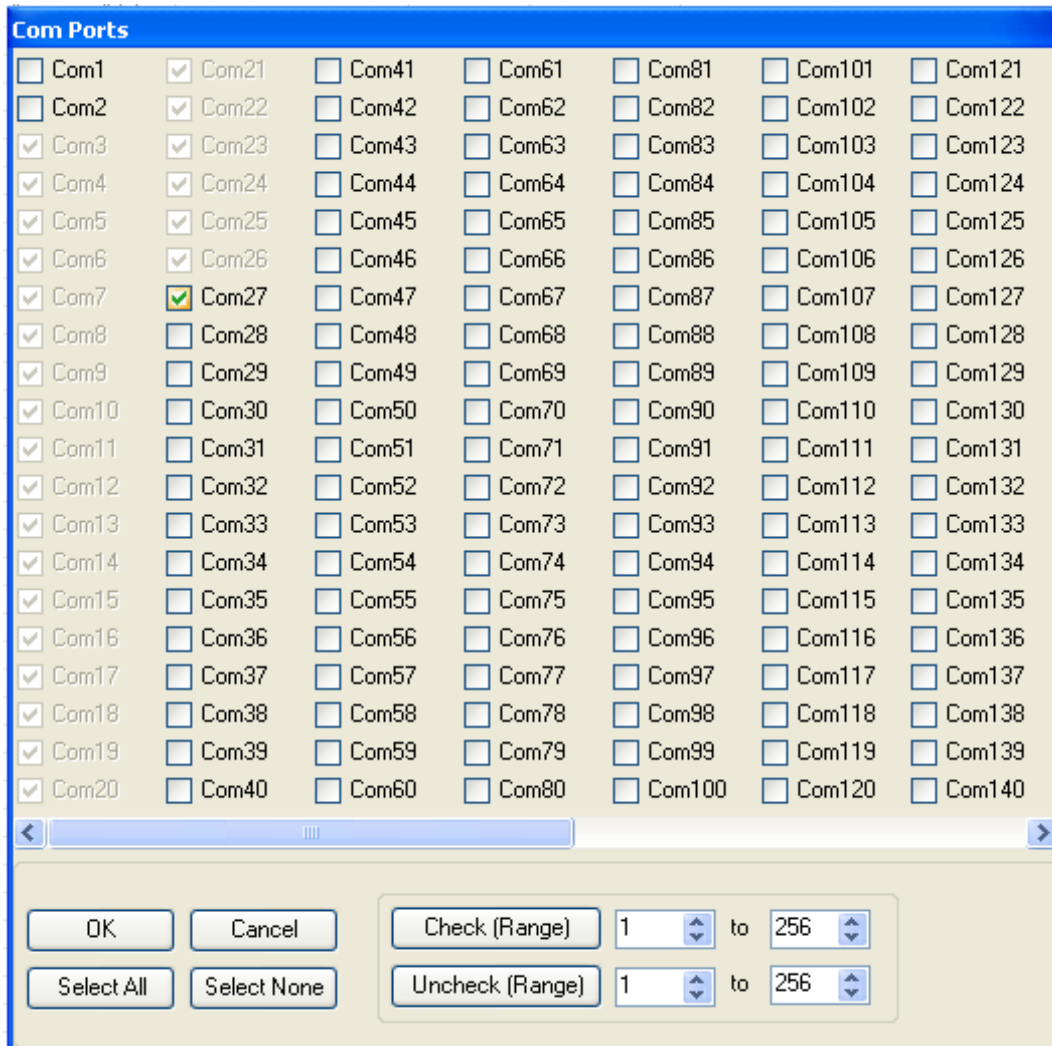 Com Ports
Com1 Com21 Com41 Com61 Com81 Com101 Com121
Com2 Com22 Com42 Com62 Com82 Com102 Com122
Com3 Com23 Com43 Com63 Com83 Com103 Com123
Com4 Com24 Com44 Com64 Com84 Com104 Com124
Com5 Com25 Com45 Com65 Com85 Com105 Com125
Com6 Com26 Com46 Com66 Com86 Com106 Com126
Com7 Com27 Com47 Com67 Com87 Com107 Com127
Com8 Com28 Com48 Com68 Com88 Com108 Com128
Com9 Com29 Com49 Com69 Com89 Com109 Com129
Com10 Com30 Com50 Com70 Com90 Com110 Com130
Com11 Com31 Com51 Com71 Com91 Com111 Com131
Com12 Com32 Com52 Com72 Com92 Com112 Com132
Com13 Com33 Com53 Com73 Com93 Com113 Com133
Com14 Com34 Com54 Com74 Com94 Com114 Com134
Com15 Com35 Com55 Com75 Com95 Com115 Com135
Com16 Com36 Com56 Com76 Com96 Com116 Com136
Com17 Com37 Com57 Com77 Com97 Com117 Com137
Com18 Com38 Com58 Com78 Com98 Com118 Com138
Com19 Com39 Com59 Com79 Com99 Com119 Com139
Com20 Com40 Com60 Com80 Com100 Com120 Com140
OK Cancel Check (Range) 1 to 256
Select All Select None Uncheck (Range) 1 to 256